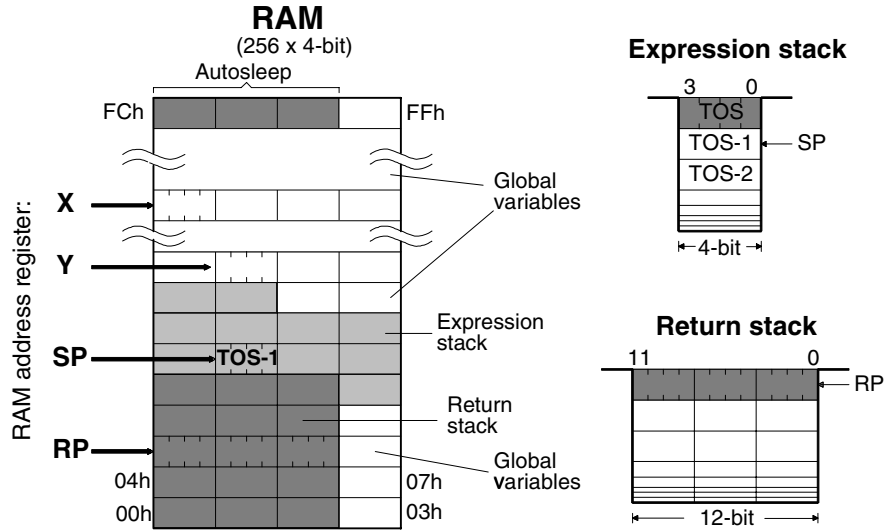 RAM
(256 x 4-bit)
Autosleep
FCh
FFh
RAM address register:
X
Y
SP
TOS-1
RP
04h
00h
07h
03h
Global
variables
Expression
stack
Return
stack
Global
variables
Expression stack
3 0
TOS
TOS-1
SP
TOS-2
4-bit
Return stack
11 0
RP
12-bit